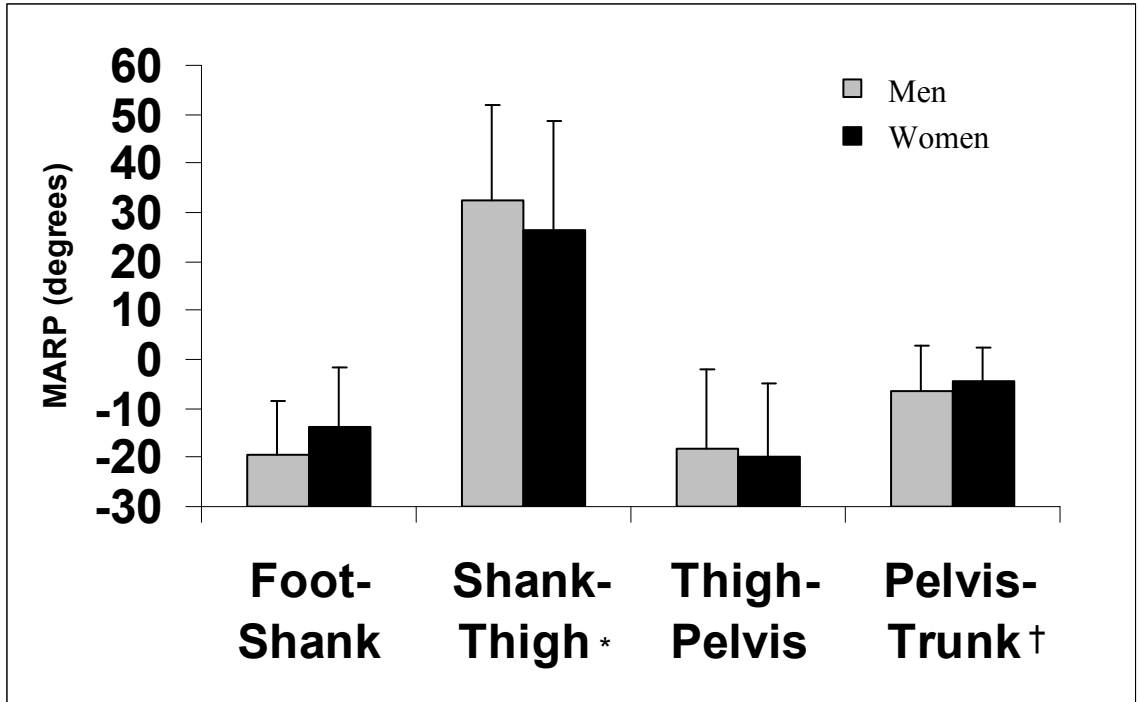 60
50
40
30
20
10
0
-10
-20
-30
MARP (degrees)
Men
Women
Foot-
Shank
Shank-
Thigh *
Thigh-
Pelvis
Pelvis-
Trunk †